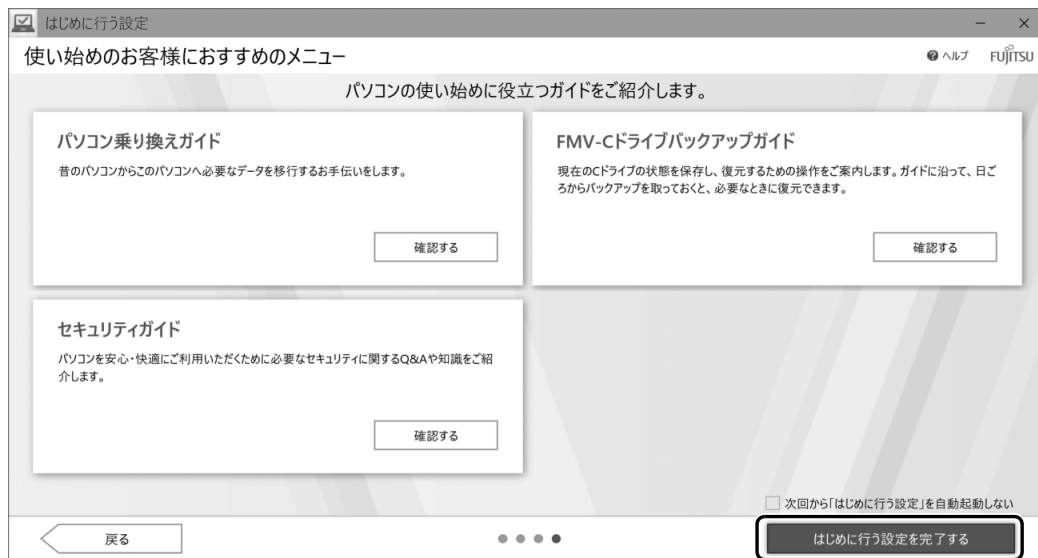 はじめに行う設定
使い始めのお客様におすすめのメニュー
ヘルプ FUJITSU
パソコンの使い始めに役立つガイドをご紹介します。
パソコン乗り換えガイド
昔のパソコンからこのパソコンへ必要なデータを移行するお手伝いをします。
確認する
FMV-Cドライブバックアップガイド
現在のCドライブの状態を保存し、復元するための操作をご案内します。ガイドに沿って、日ご
ろからバックアップを取っておくと、必要なときに復元できます。
確認する
セキュリティガイド
パソコンを安心・快適にご利用いただくために必要なセキュリティに関するQ&Aや知識をご紹
介します。
確認する
次回から「はじめに行う設定」を自動起動しない
戻る
はじめに行う設定を完了する